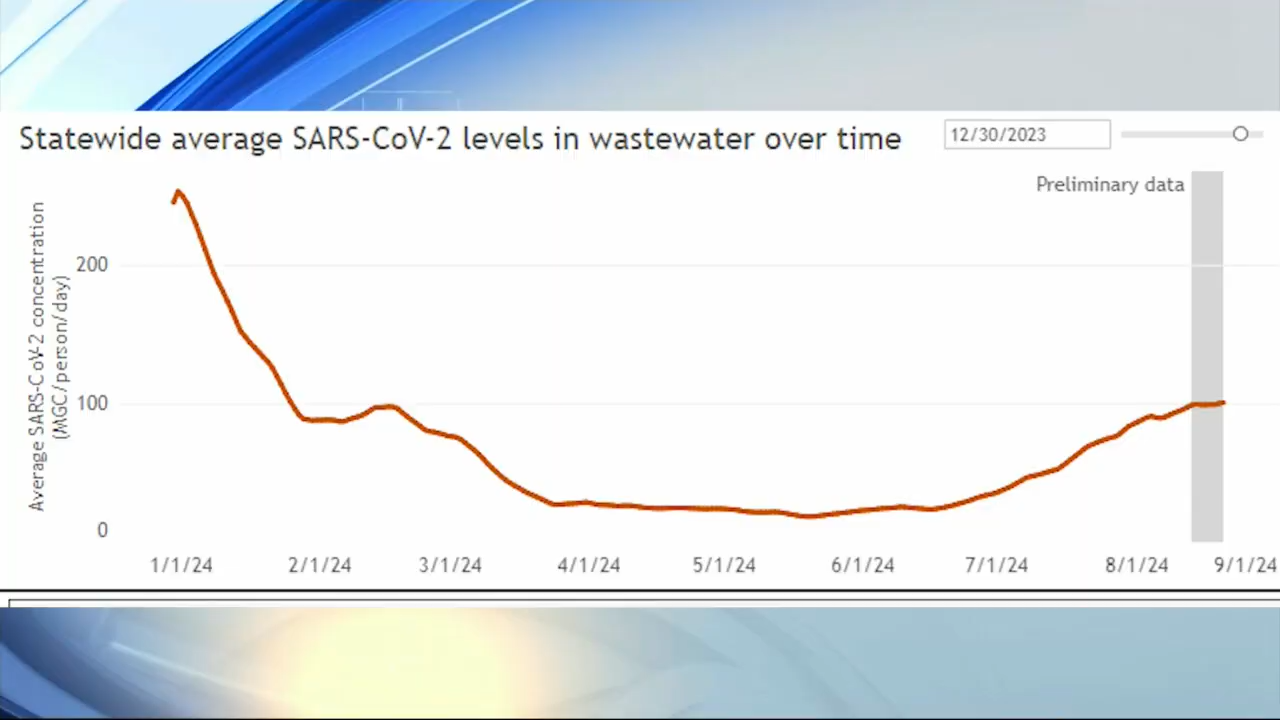 Statewide average SARS-CoV-2 levels in wastewater over time
12/30/2023
Preliminary data
Average SARS-CoV-2 concentration
(MGC/person/day)
200
100
0
1/1/24 2/1/24 3/1/24 4/1/24 5/1/24 6/1/24 7/1/24 8/1/24 9/1/24